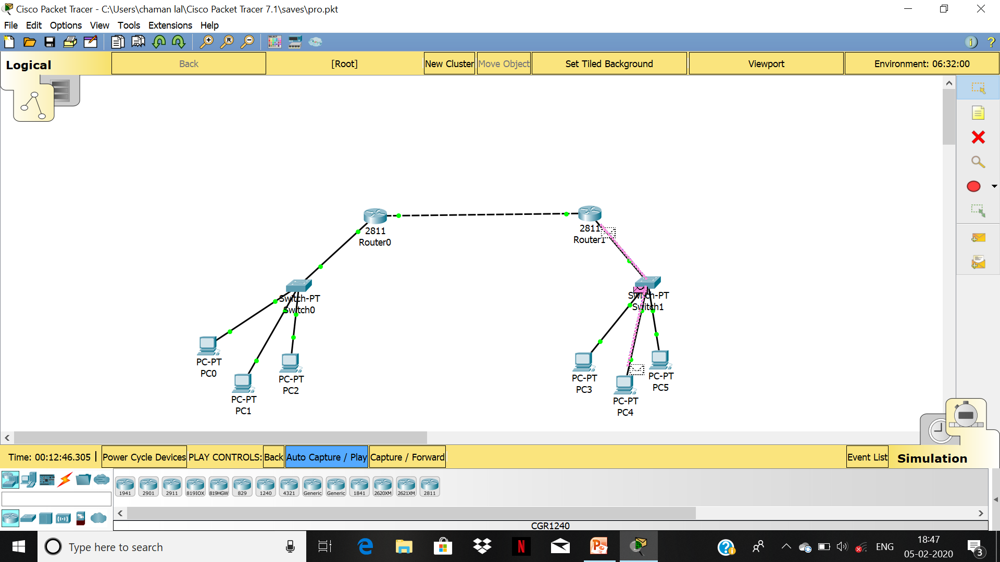 Cisco Packet Tracer - C:\Users\chaman lal\Cisco Packet Tracer 7.1\saves\pro.pkt
File Edit Options View Tools Extensions Help
Logical
Back
[Root]
New Cluster
Move Object
Set Tiled Background
Viewport
Environment: 06:32:00
2811
Router0
2811
Router1
Switch-PT
Switch0
Switch-PT
Switch1
PC-PT
PC0
PC-PT
PC1
PC-PT
PC2
PC-PT
PC3
PC-PT
PC4
PC-PT
PC5
Time: 00:12:46.305
Power Cycle Devices
PLAY CONTROLS:
Back
Auto Capture / Play
Capture / Forward
Event List
Simulation
1941
2901
2911
819IOX
819HGW
829
1240
4321
Generic
Generic
1841
2620XM
2621XM
2811
CGR1240
Type here to search
ENG
18:47
05-02-2020
3